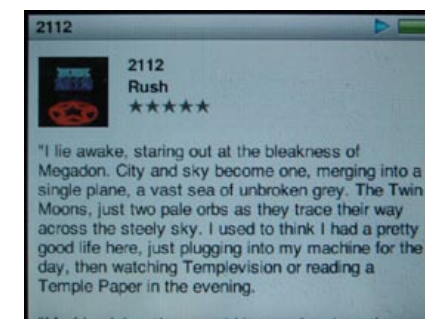 2112
2112
Rush
★★★★★
"I lie awake, staring out at the bleakness of
Megadon. City and sky become one, merging into a
single plane, a vast sea of unbroken grey. The Twin
Moons, just two pale orbs as they trace their way
across the steely sky. I used to think I had a pretty
good life here, just plugging into my machine for the
day, then watching Templevision or reading a
Temple Paper in the evening.